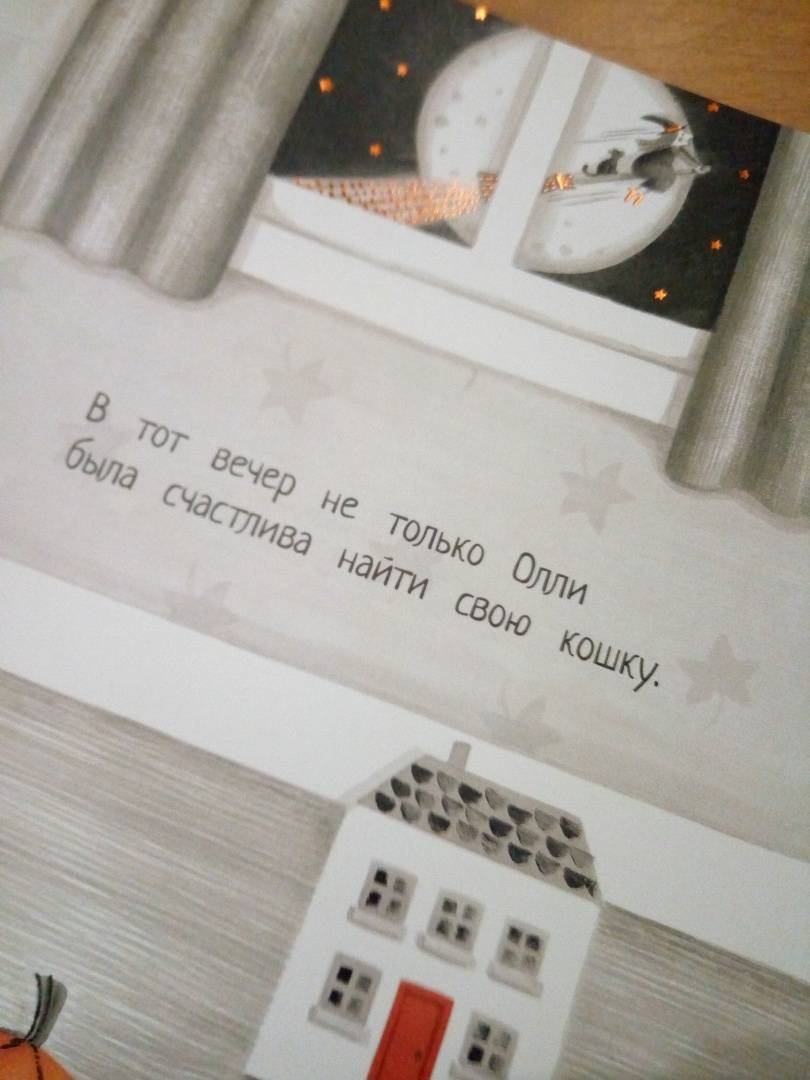 В тот вечер не только Олли
была счастлива найти свою кошку.